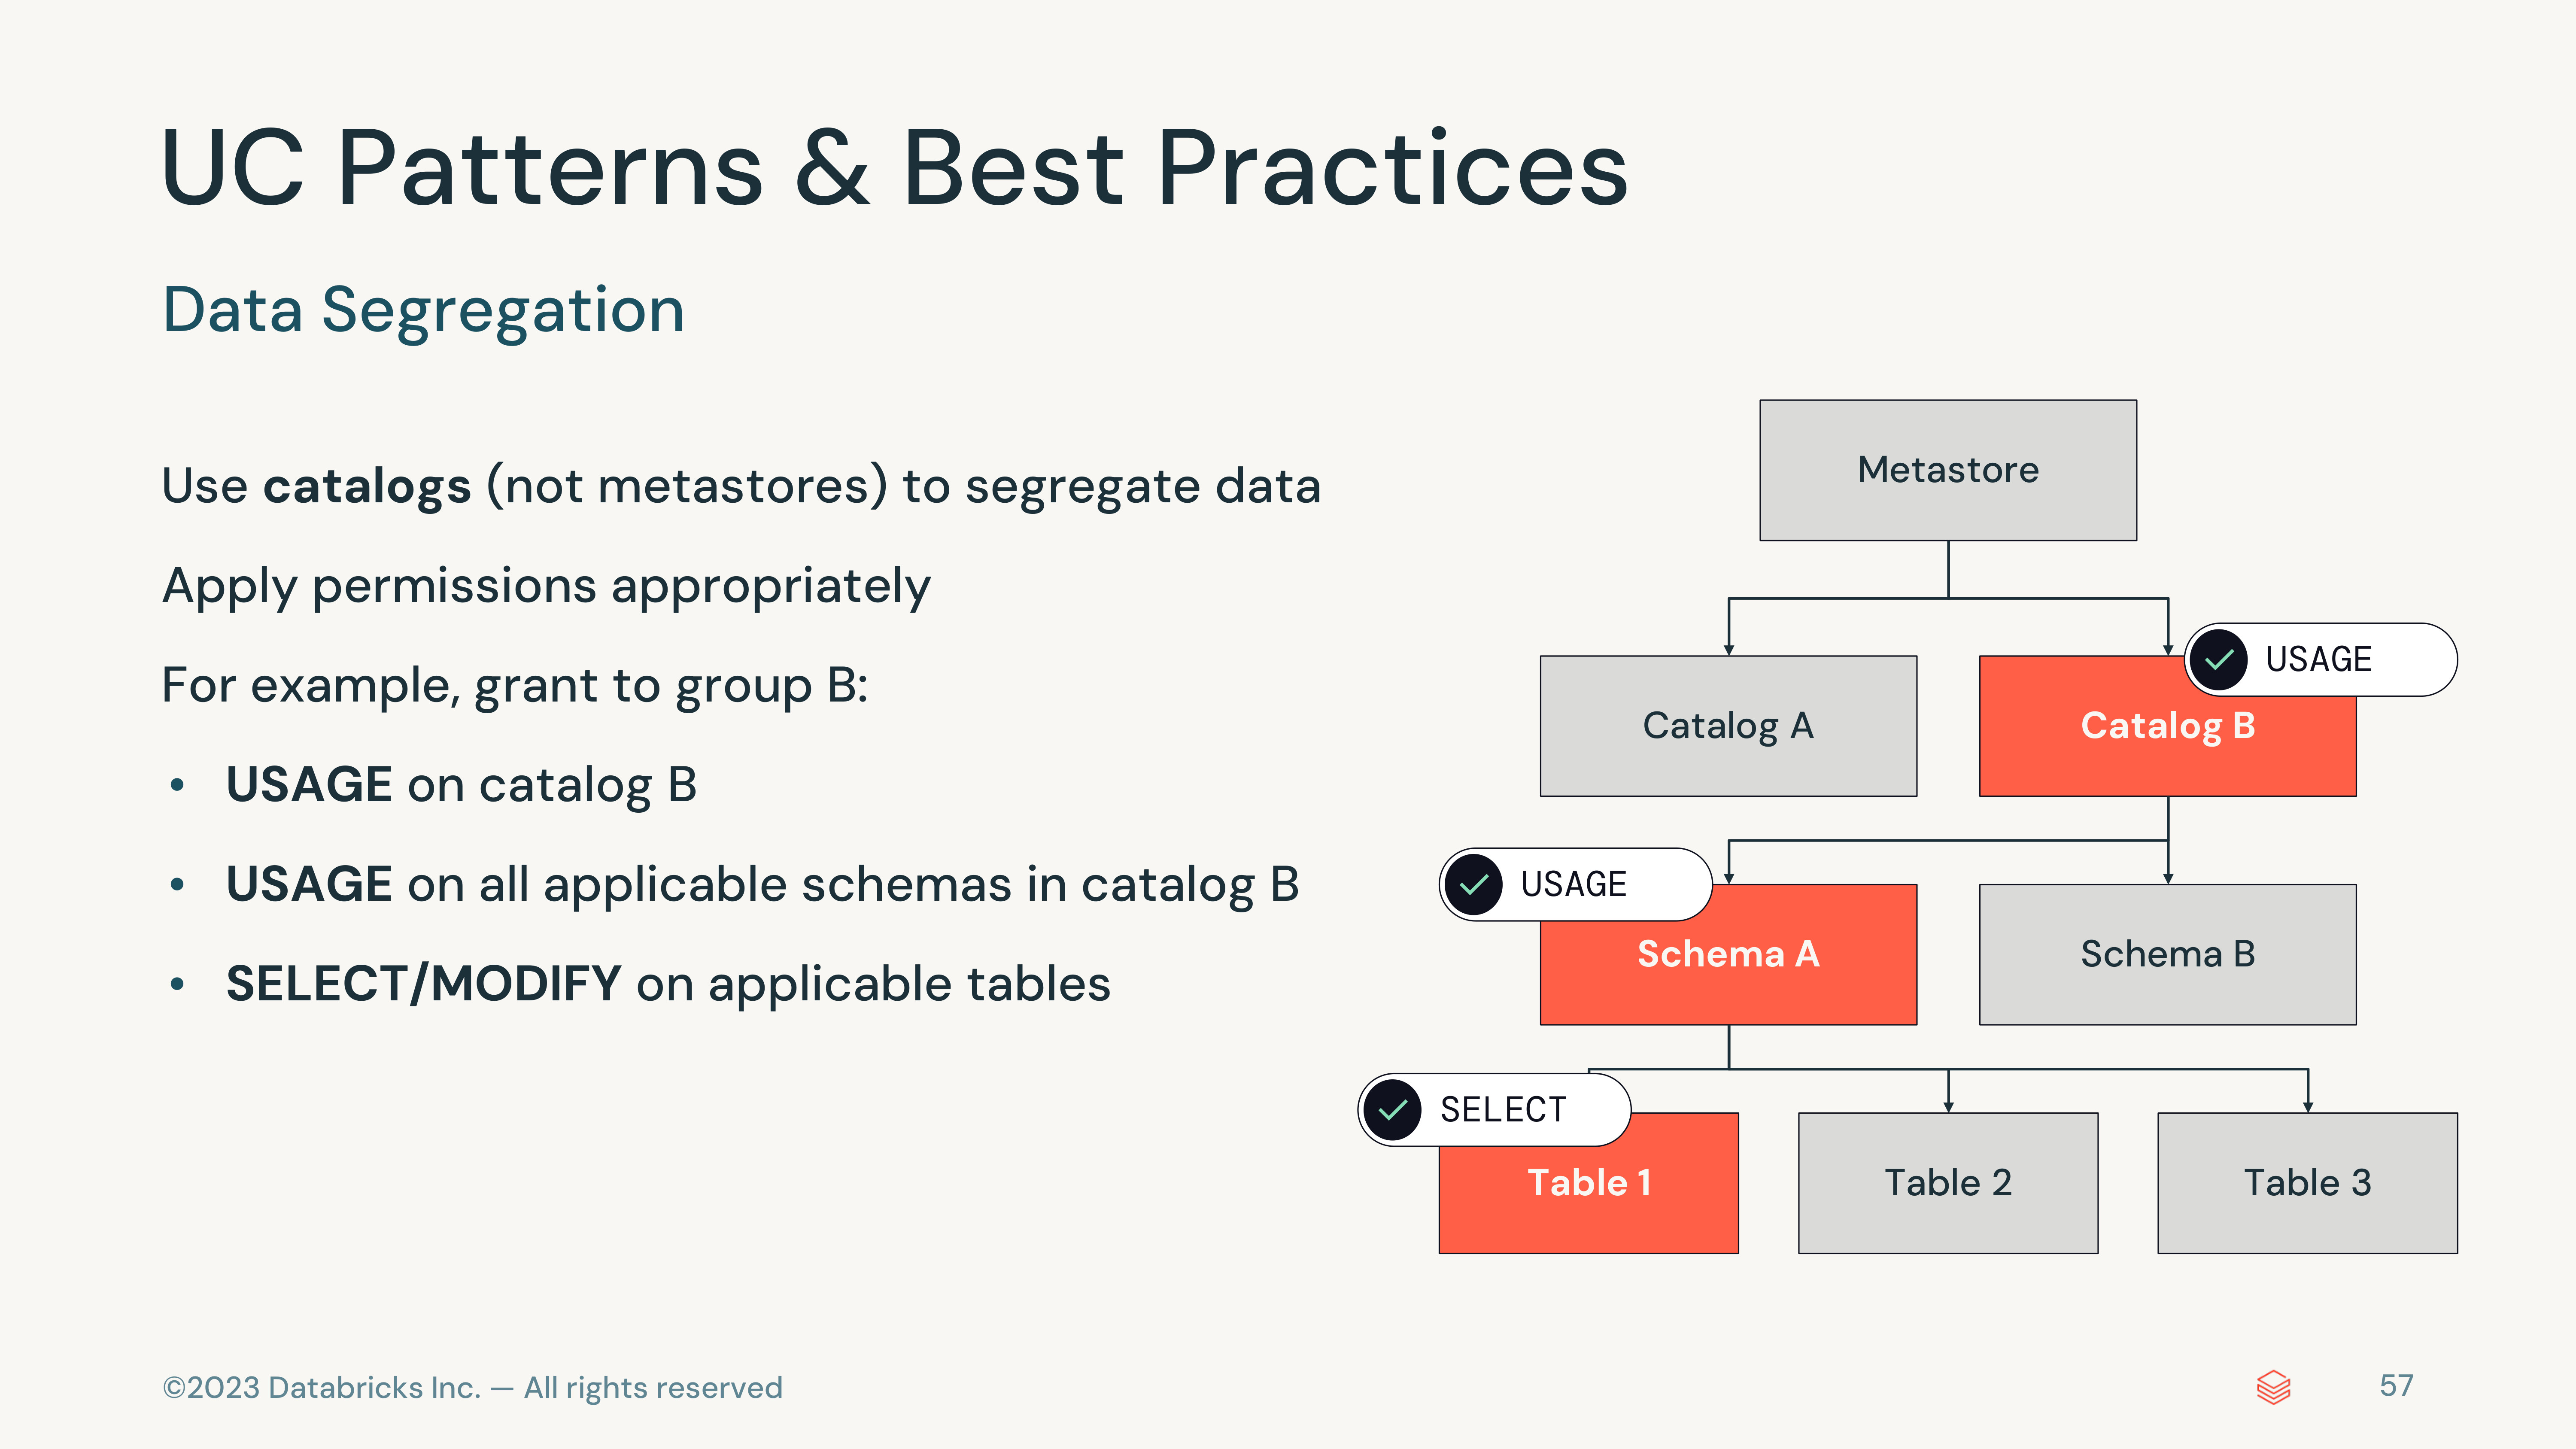 UC Patterns & Best Practices
Data Segregation
Use catalogs (not metastores) to segregate data
Apply permissions appropriately
For example, grant to group B:
• USAGE on catalog B
• USAGE on all applicable schemas in catalog B
• SELECT/MODIFY on applicable tables
Metastore
USAGE
Catalog A
Catalog B
USAGE
Schema A
Schema B
SELECT
Table 1
Table 2
Table 3
©2023 Databricks Inc. — All rights reserved
57